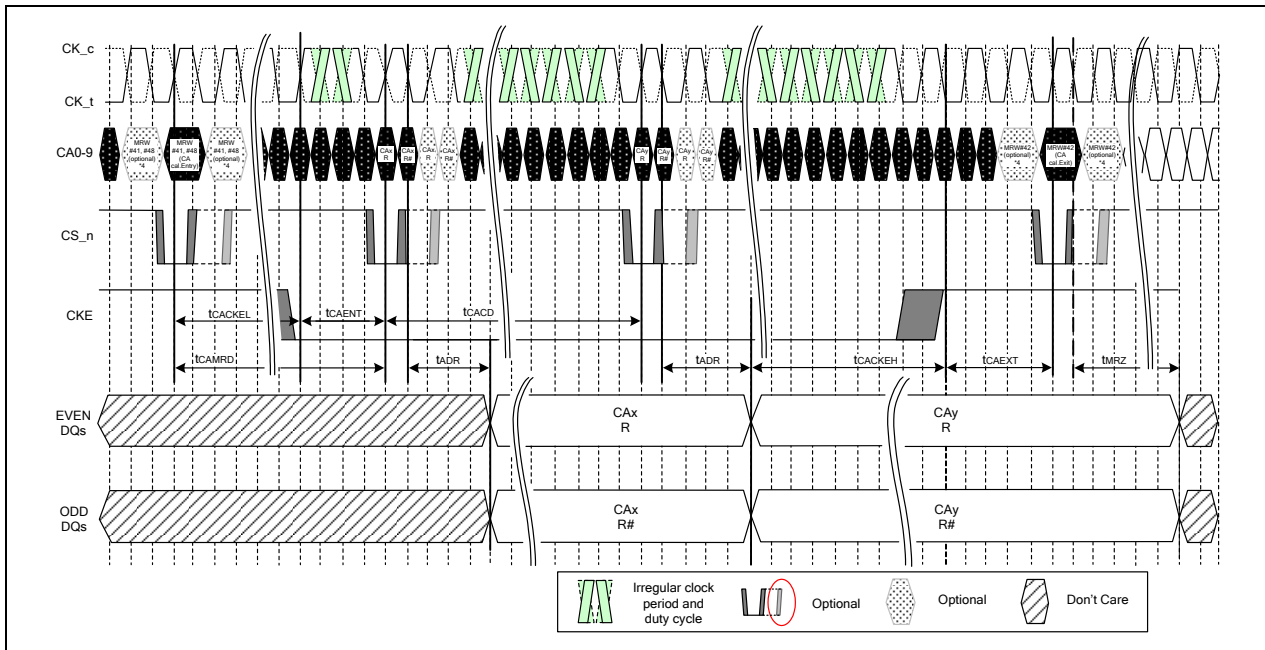 CK_c
CK_t
CA0-9
MRW
#41, #48
(optional)
*4
MRW
#41, #48
(CA
cal.Entry)
MRW
#41, #48
(optional)
*4
CAx
R
CAx
R#
CAx
R
CAx
R#
CAy
R
CAy
R#
CAy
R
CAy
R#
MRW#42
(optional)
*4
MRW#42
(CA
cal.Exit)
MRW#42
(optional)
*4
CS_n
CKE
tCACKEL
tCAENT
tCACD
tCAMRD
tADR
tADR
tCACKEH
tCAEXT
tMRZ
EVEN
DQs
CAx
R
CAy
R
ODD
DQs
CAx
R#
CAy
R#
Irregular clock
period and
duty cycle
Optional
Optional
Don't Care